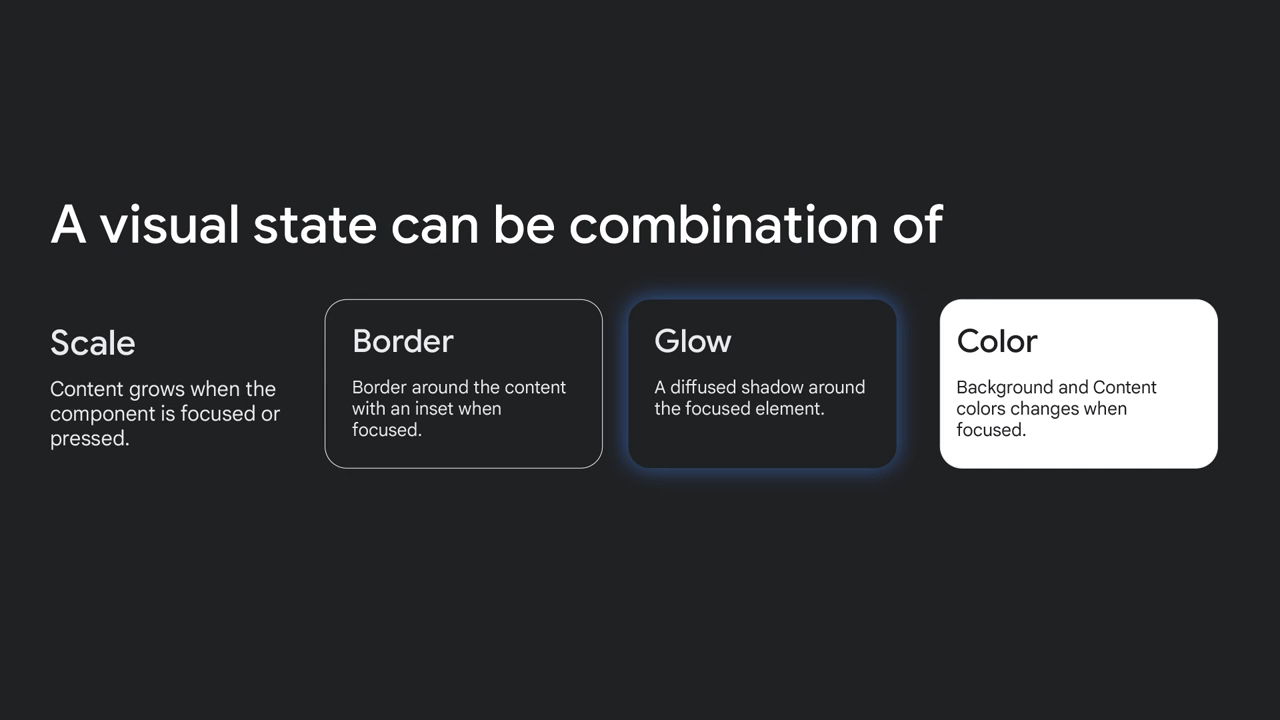 A visual state can be combination of
Scale
Content grows when the
component is focused or
pressed.
Border
Border around the content
with an inset when
focused.
Glow
A diffused shadow around
the focused element.
Color
Background and Content
colors changes when
focused.